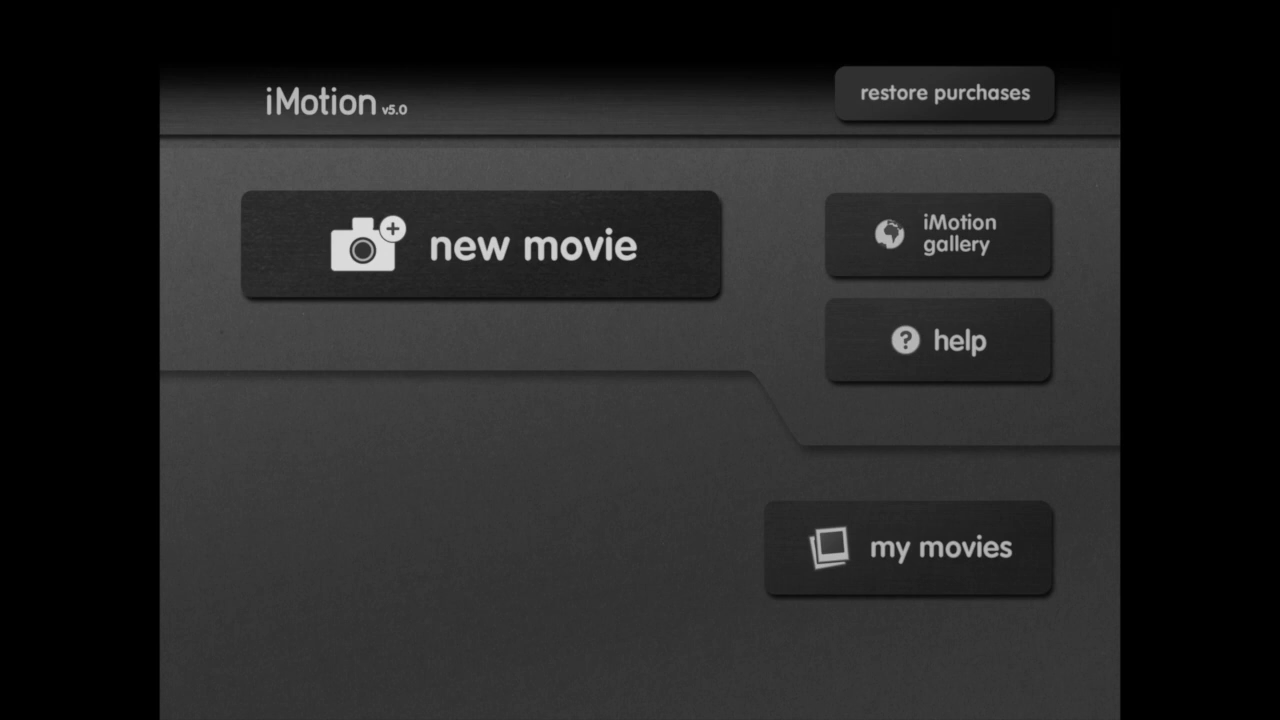 iMotion v5.0
restore purchases
new movie
iMotion
gallery
help
my movies